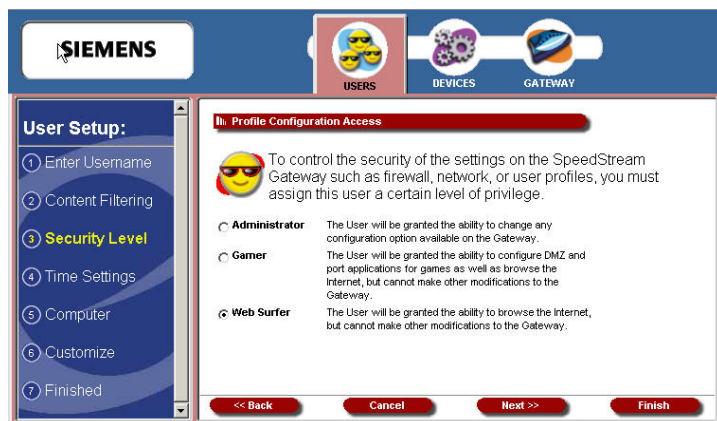 SIEMENS
USERS
DEVICES
GATEWAY
User Setup:
1 Enter Username
2 Content Filtering
3 Security Level
4 Time Settings
5 Computer
6 Customize
7 Finished
Profile Configuration Access
To control the security of the settings on the SpeedStream
Gateway such as firewall, network, or user profiles, you must
assign this user a certain level of privilege.
Administrator
The User will be granted the ability to change any
configuration option available on the Gateway.
Gamer
The User will be granted the ability to configure DMZ and
port applications for games as well as browse the
Internet, but cannot make other modifications to the
Gateway.
Web Surfer
The User will be granted the ability to browse the Internet,
but cannot make other modifications to the Gateway.
<< Back
Cancel
Next >>
Finish